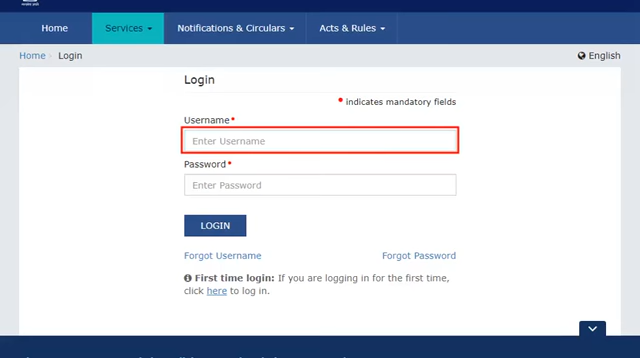 Home Services Notifications & Circulars Acts & Rules
Home Login English
Login
indicates mandatory fields
Username
Enter Username
Password
Enter Password
LOGIN
Forgot Username Forgot Password
First time login: If you are logging in for the first time,
click here to log in.